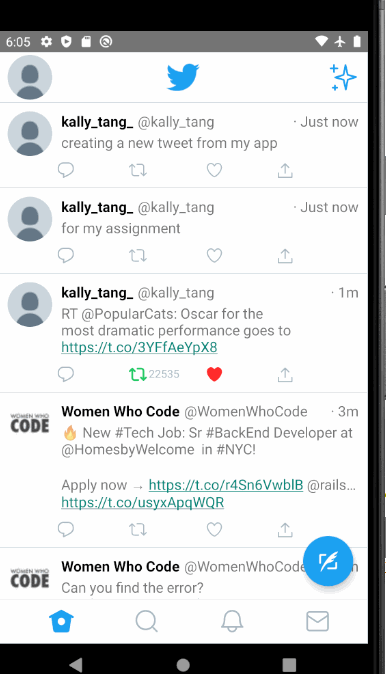 6:05
kally_tang_ @kally_tang · Just now
creating a new tweet from my app
kally_tang_ @kally_tang · Just now
for my assignment
kally_tang_ @kally_tang · 1m
RT @PopularCats: Oscar for the
most dramatic performance goes to
https://t.co/3YFfAeYpX8
22535
WOMEN WHO
CODE
Women Who Code @WomenWhoCode · 3m
🔥 New #Tech Job: Sr #BackEnd Developer at
@HomesbyWelcome in #NYC!
Apply now → https://t.co/r4Sn6VwblB @rails…
https://t.co/usyxApqWQR
WOMEN WHO
CODE
Women Who Code @WomenWhoCode
Can you find the error?